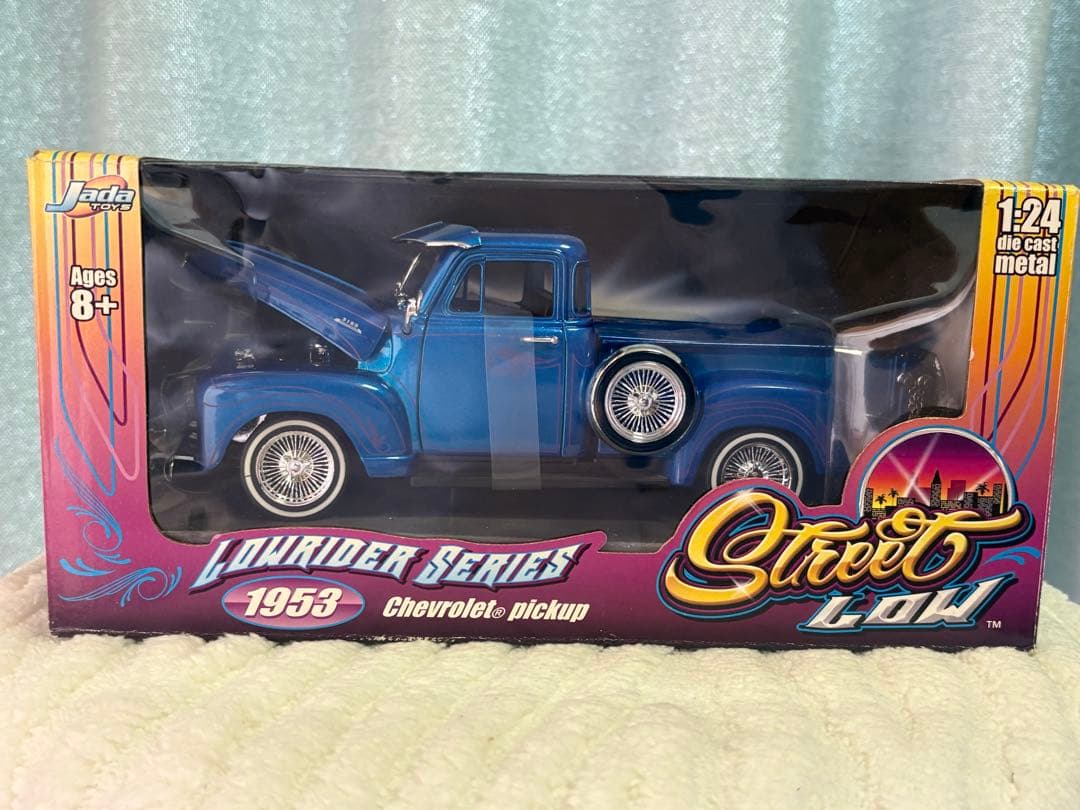 Jada
TOYS
Ages
8+
1:24
die cast
metal
LOWRIDER SERIES
1953
Chevrolet® pickup
Street
LOW
TM